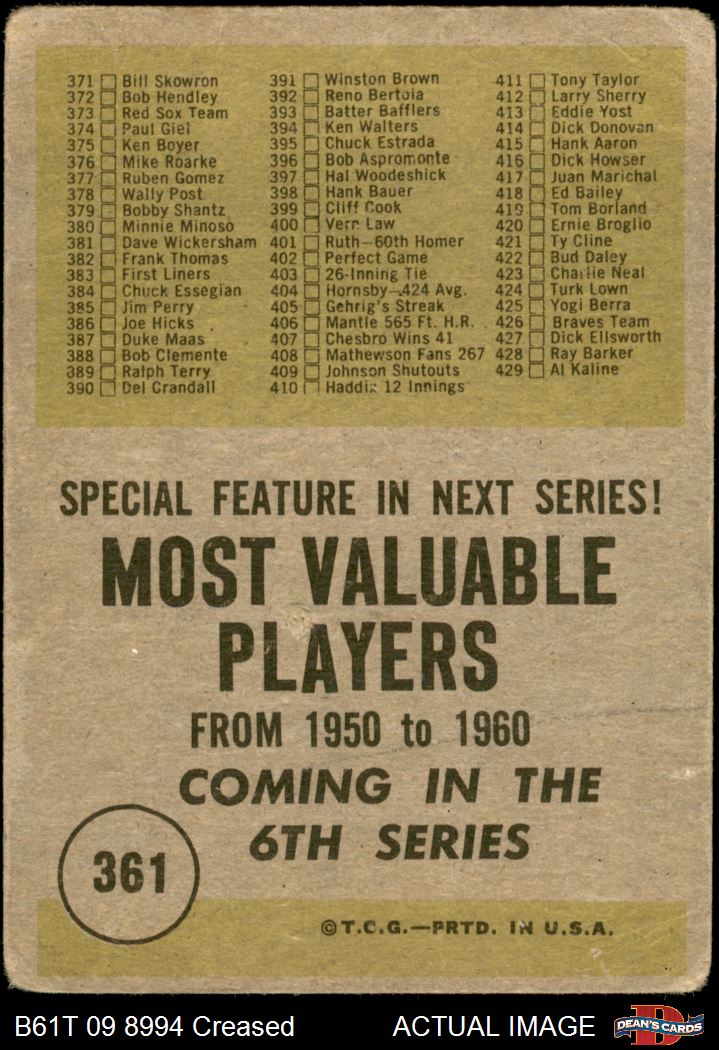 371 Bill Skowron
372 Bob Hendley
373 Red Sox Team
374 Paul Giel
375 Ken Boyer
376 Mike Roarke
377 Ruben Gomez
378 Wally Post
379 Bobby Shantz
380 Minnie Minoso
381 Dave Wickersham
382 Frank Thomas
383 First Liners
384 Chuck Essegian
385 Jim Perry
386 Joe Hicks
387 Duke Maas
388 Bob Clemente
389 Ralph Terry
390 Del Crandall
391 Winston Brown
392 Reno Bertoia
393 Batter Bafflers
394 Ken Walters
395 Chuck Estrada
396 Bob Aspromonte
397 Hal Woodeshick
398 Hank Bauer
399 Cliff Cook
400 Vern Law
401 Ruth—60th Homer
402 Perfect Game
403 26-Inning Tie
404 Hornsby—.424 Avg.
405 Gehrig's Streak
406 Mantle 565 Ft. H.R.
407 Chesbro Wins 41
408 Mathewson Fans 267
409 Johnson Shutouts
410 Haddix 12 Innings
411 Tony Taylor
412 Larry Sherry
413 Eddie Yost
414 Dick Donovan
415 Hank Aaron
416 Dick Howser
417 Juan Marichal
418 Ed Bailey
419 Tom Borland
420 Ernie Broglio
421 Ty Cline
422 Bud Daley
423 Charlie Neal
424 Turk Lown
425 Yogi Berra
426 Braves Team
427 Dick Ellsworth
428 Ray Barker
429 Al Kaline
SPECIAL FEATURE IN NEXT SERIES!
MOST VALUABLE
PLAYERS
FROM 1950 to 1960
COMING IN THE
6TH SERIES
361
©T.C.G.—PRTD. IN U.S.A.
B61T 09 8994 Creased
ACTUAL IMAGE
D
DEAN'S CARDS